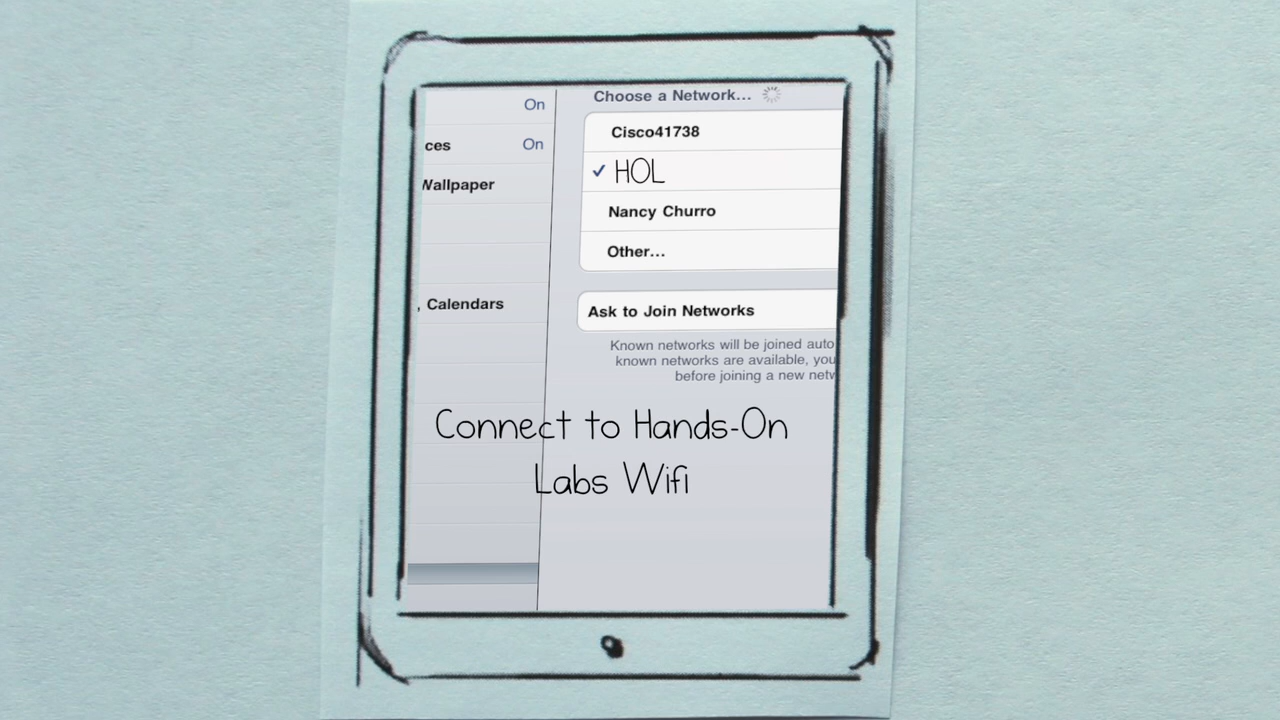 On
ces
On
Wallpaper
, Calendars
Choose a Network...
Cisco41738
✓ HOL
Nancy Churro
Other...
Ask to Join Networks
Known networks will be joined auto
known networks are available, you
before joining a new netw
Connect to Hands-On
Labs Wifi